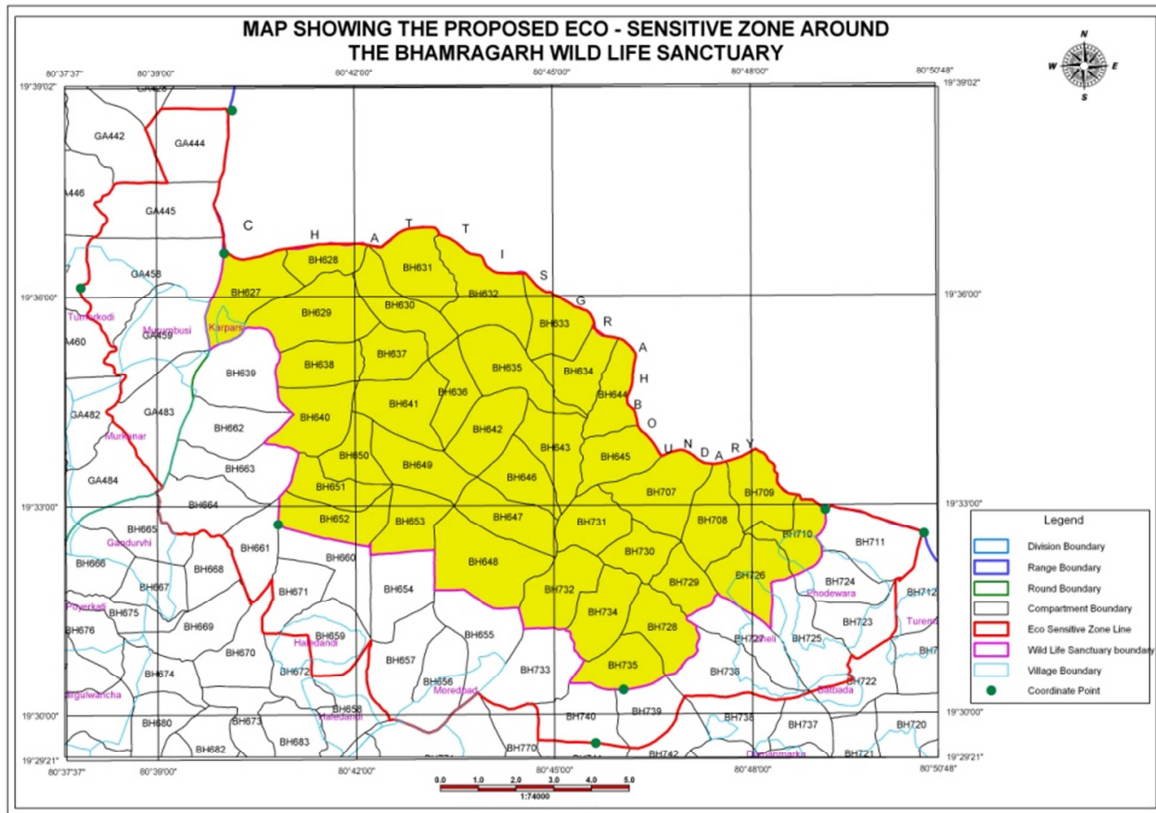 MAP SHOWING THE PROPOSED ECO - SENSITIVE ZONE AROUND
THE BHAMRAGARH WILD LIFE SANCTUARY
N
W E
S
80°37'37" 80°39'00" 80°42'00" 80°45'00" 80°48'00" 80°50'48"
19°39'02" 19°39'02"
GA442 GA444
GA445
C H A T T I S G R A H B O U N D A R Y
GA458 BH628 BH631
BH627 BH632
19°36'00" 19°36'00"
BH629 BH630 BH633
Karpars
GA459
BH637 BH635 BH634
BH639 BH638 BH636 BH644
GA482 GA483 BH640 BH641
BH662 BH642
Murkanar BH643
BH650 BH649 BH645
GA484 BH663 BH651 BH646 BH707 BH709
BH664 BH652 BH653 BH647 BH731 BH708
19°33'00" 19°33'00"
BH665 BH710 BH711
BH661 BH660 BH730
BH666 BH668 BH648 BH726 BH724
BH667 BH671 BH654 BH732 BH729 BH712
Phodewara
BH675 BH734
BH676 BH669 BH659 BH655 BH728 BH723
BH725
BH670 BH657
BH674 BH672 BH733 BH735 BH736
BH656 BH722
Moredpad
BH658 BH740 BH739
19°30'00" 19°30'00"
BH680 BH673 BH738 BH737 BH720
BH682 BH683 BH770 BH742 BH721
19°29'21" 19°29'21"
80°37'37" 80°39'00" 80°42'00" 80°45'00" 80°48'00" 80°50'48"
0.0 1.0 2.0 3.0 4.0 5.0
1:74000
Legend
Division Boundary
Range Boundary
Round Boundary
Compartment Boundary
Eco Sensitive Zone Line
Wild Life Sanctuary boundary
Village Boundary
Coordinate Point